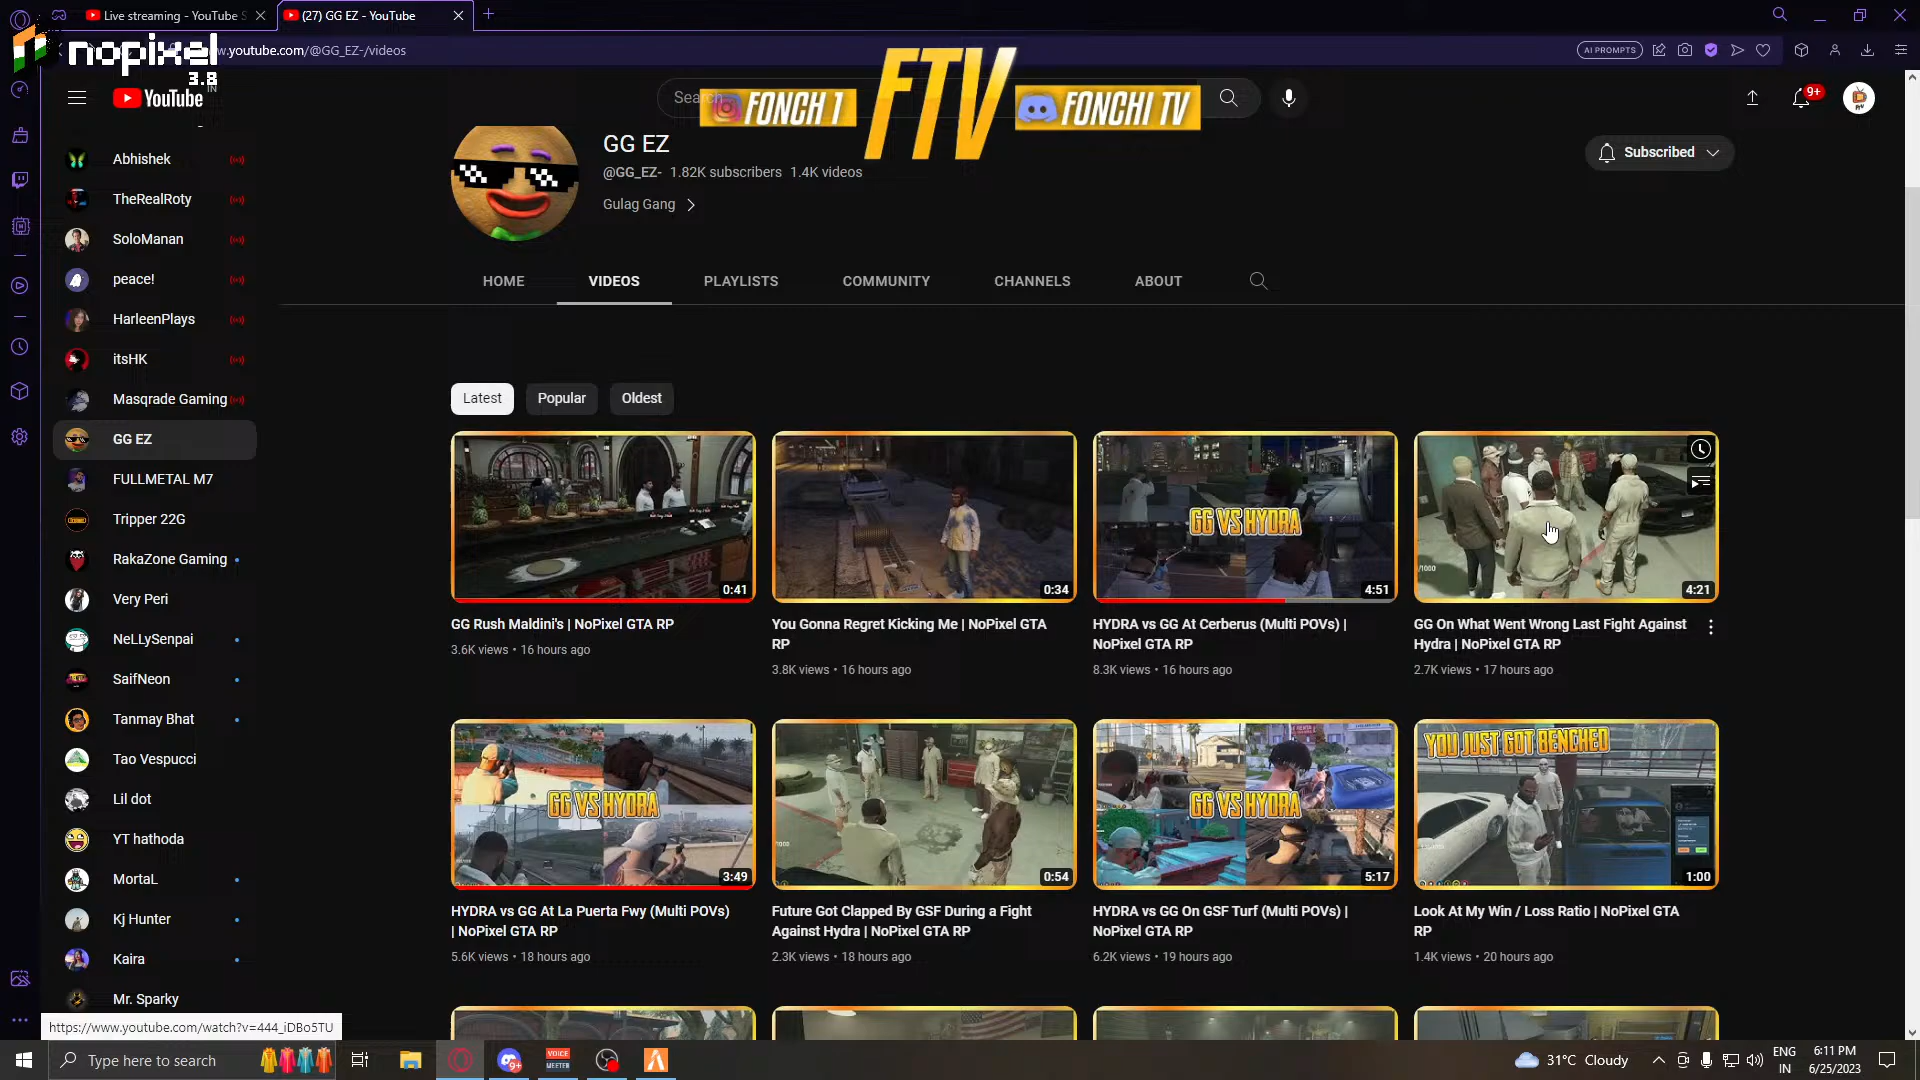 Live streaming - YouTube S
(27) GG EZ - YouTube
nopixel
3.8
IN
.youtube.com/@GG_EZ-/videos
AI PROMPTS
FTV
FONCH 1
FONCHI TV
YouTube
Search
9+
GG EZ
@GG_EZ- 1.82K subscribers 1.4K videos
Gulag Gang
Subscribed
HOME
VIDEOS
PLAYLISTS
COMMUNITY
CHANNELS
ABOUT
Abhishek
TheRealRoty
SoloManan
peace!
HarleenPlays
itsHK
Masqrade Gaming
GG EZ
FULLMETAL M7
Tripper 22G
RakaZone Gaming
Very Peri
NeLLySenpai
SaifNeon
Tanmay Bhat
Tao Vespucci
Lil dot
YT hathoda
MortaL
Kj Hunter
Kaira
Mr. Sparky
Latest
Popular
Oldest
0:41
GG Rush Maldini's | NoPixel GTA RP
3.6K views • 16 hours ago
0:34
You Gonna Regret Kicking Me | NoPixel GTA
RP
3.8K views • 16 hours ago
GG VS HYDRA
4:51
HYDRA vs GG At Cerberus (Multi POVs) |
NoPixel GTA RP
8.3K views • 16 hours ago
/1000
4:21
GG On What Went Wrong Last Fight Against
Hydra | NoPixel GTA RP
2.7K views • 17 hours ago
GG VS HYDRA
3:49
HYDRA vs GG At La Puerta Fwy (Multi POVs)
| NoPixel GTA RP
5.6K views • 18 hours ago
0:54
Future Got Clapped By GSF During a Fight
Against Hydra | NoPixel GTA RP
2.3K views • 18 hours ago
GG VS HYDRA
5:17
HYDRA vs GG On GSF Turf (Multi POVs) |
NoPixel GTA RP
6.2K views • 19 hours ago
YOU JUST GOT BENCHED
1:00
Look At My Win / Loss Ratio | NoPixel GTA
RP
1.4K views • 20 hours ago
https://www.youtube.com/watch?v=444_iDBo5TU
Type here to search
9+
VOICE
MEETER
31°C Cloudy
ENG
IN
6:11 PM
6/25/2023